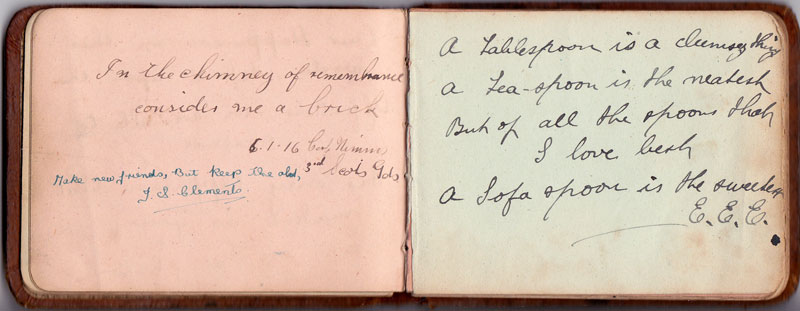 In the chimney of remembrance
consider me a brick
6.1.16 Corp Nimmo
3rd Scots Gds
Make new friends, But keep the old,
J. S. Clements
A Tablespoon is a clumsey thing
a Tea-spoon is the neatest
But of all the spoons that
I love best
a Sofa spoon is the sweetest
E. E. E.